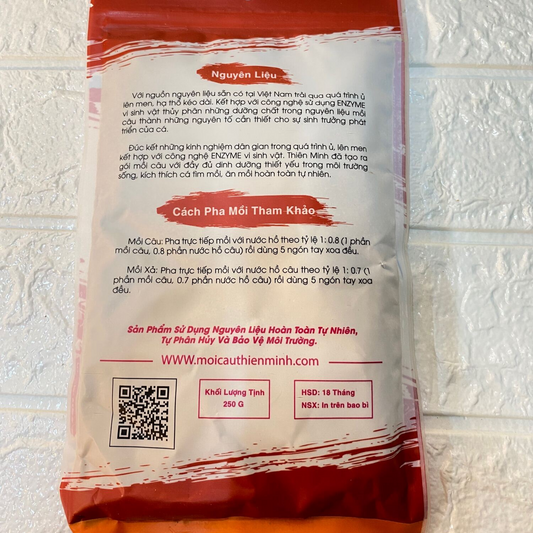 Nguyên Liệu
Với nguồn nguyên liệu sẵn có tại Việt Nam trải qua quá trình ủ
lên men, hạ thổ kéo dài. Kết hợp với công nghệ sử dụng ENZYME
vi sinh vật thủy phân những dưỡng chất trong nguyên liệu mồi
câu thành những nguyên tố cần thiết cho sự sinh trưởng phát
triển của cá.
Đúc kết những kinh nghiệm dân gian trong quá trình ủ, lên men
kết hợp với công nghệ ENZYME vi sinh vật. Thiên Minh đã tạo ra
gói mồi câu với đầy đủ dinh dưỡng thiết yếu trong môi trường
sống, kích thích cá tìm mồi, ăn mồi hoàn toàn tự nhiên.
Cách Pha Mồi Tham Khảo
Mồi Câu: Pha trực tiếp mồi với nước hồ theo tỷ lệ 1: 0.8 (1 phần
mồi câu, 0.8 phần nước hồ câu) rồi dùng 5 ngón tay xoa đều.
Mồi Xả: Pha trực tiếp mồi với nước hồ câu theo tỷ lệ 1: 0.7 (1
phần mồi câu, 0.7 phần nước hồ câu) rồi dùng 5 ngón tay xoa
đều.
Sản Phẩm Sử Dụng Nguyên Liệu Hoàn Toàn Tự Nhiên,
Tự Phân Hủy Và Bảo Vệ Môi Trường.
WWW.moicauthienminh.com
Khối Lượng Tịnh
250 G
HSD: 18 Tháng
NSX: In trên bao bì